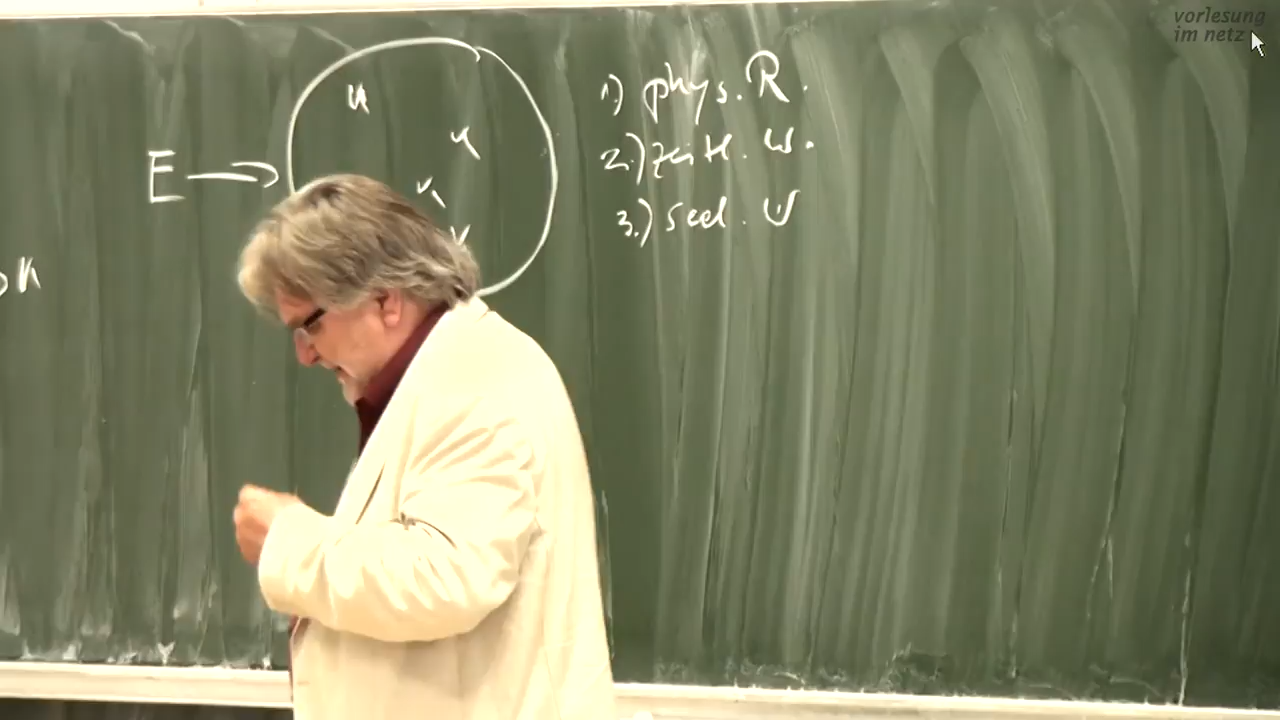 vorlesung
im netz
1.) phys. R.
2.) zeitl. W.
3.) seel. W
E